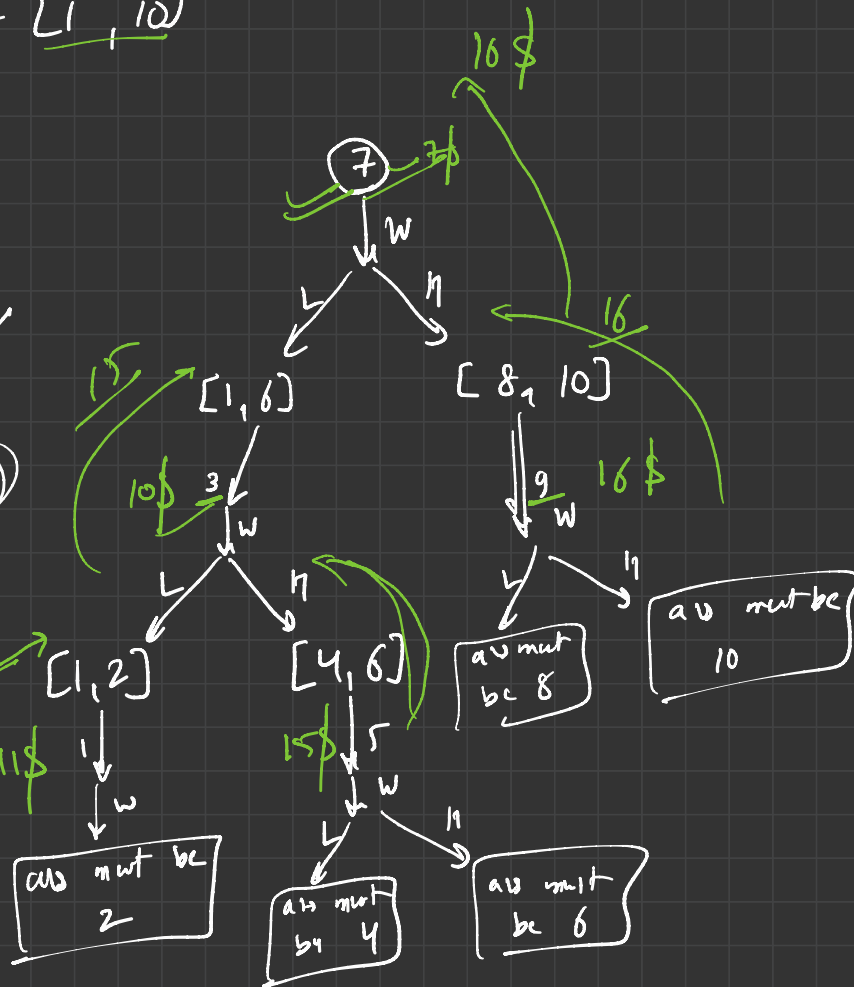 [1, 10]
16 $
7
7$
W
L
H
16
15
[1, 6]
[8, 10]
10$
3
9
16 $
W
W
L
H
L
H
ans must be
10
ans must
be 8
[1, 2]
[4, 6]
11$
1
15$
5
W
W
L
H
ans must be
2
ans must
be 4
ans must
be 6